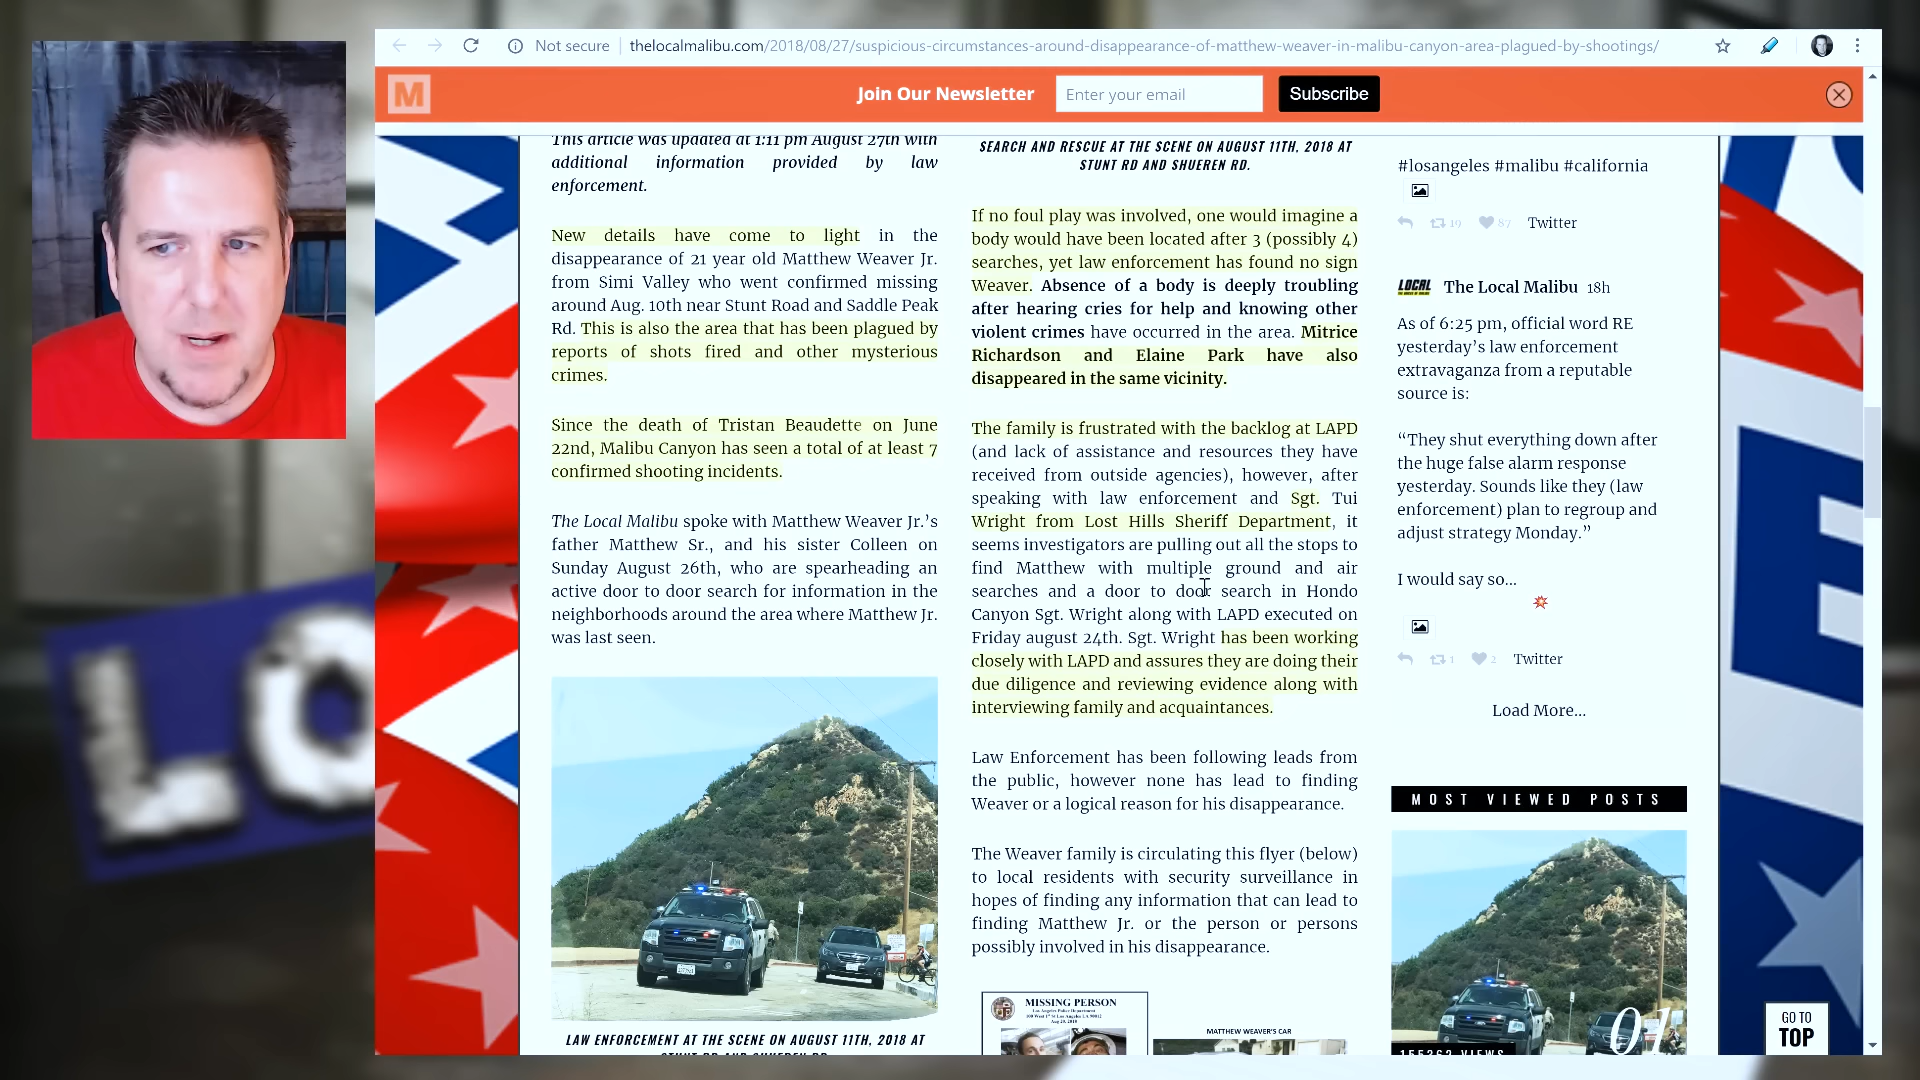 Not secure
thelocalmalibu.com/2018/08/27/suspicious-circumstances-around-disappearance-of-matthew-weaver-in-malibu-canyon-area-plagued-by-shootings/
M
Join Our Newsletter
Enter your email
Subscribe
This article was updated at 1:11 pm August 27th with
additional information provided by law
enforcement.
New details have come to light in the
disappearance of 21 year old Matthew Weaver Jr.
from Simi Valley who went confirmed missing
around Aug. 10th near Stunt Road and Saddle Peak
Rd. This is also the area that has been plagued by
reports of shots fired and other mysterious
crimes.
Since the death of Tristan Beaudette on June
22nd, Malibu Canyon has seen a total of at least 7
confirmed shooting incidents.
The Local Malibu spoke with Matthew Weaver Jr.'s
father Matthew Sr., and his sister Colleen on
Sunday August 26th, who are spearheading an
active door to door search for information in the
neighborhoods around the area where Matthew Jr.
was last seen.
LAW ENFORCEMENT AT THE SCENE ON AUGUST 11TH, 2018 AT
STUNT RD AND SHUEREN RD.
SEARCH AND RESCUE AT THE SCENE ON AUGUST 11TH, 2018 AT
STUNT RD AND SHUEREN RD.
If no foul play was involved, one would imagine a
body would have been located after 3 (possibly 4)
searches, yet law enforcement has found no sign
Weaver. Absence of a body is deeply troubling
after hearing cries for help and knowing other
violent crimes have occurred in the area. Mitrice
Richardson and Elaine Park have also
disappeared in the same vicinity.
The family is frustrated with the backlog at LAPD
(and lack of assistance and resources they have
received from outside agencies), however, after
speaking with law enforcement and Sgt. Tui
Wright from Lost Hills Sheriff Department, it
seems investigators are pulling out all the stops to
find Matthew with multiple ground and air
searches and a door to door search in Hondo
Canyon Sgt. Wright along with LAPD executed on
Friday august 24th. Sgt. Wright has been working
closely with LAPD and assures they are doing their
due diligence and reviewing evidence along with
interviewing family and acquaintances.
Law Enforcement has been following leads from
the public, however none has lead to finding
Weaver or a logical reason for his disappearance.
The Weaver family is circulating this flyer (below)
to local residents with security surveillance in
hopes of finding any information that can lead to
finding Matthew Jr. or the person or persons
possibly involved in his disappearance.
MISSING PERSON
Los Angeles Police Department
MATTHEW WEAVER'S CAR
#losangeles #malibu #california
19
87
Twitter
LOCAL
The Local Malibu 18h
As of 6:25 pm, official word RE
yesterday's law enforcement
extravaganza from a reputable
source is:
“They shut everything down after
the huge false alarm response
yesterday. Sounds like they (law
enforcement) plan to regroup and
adjust strategy Monday.”
I would say so...
1
2
Twitter
Load More...
MOST VIEWED POSTS
01
155362 VIEWS
GO TO
TOP
LO
E